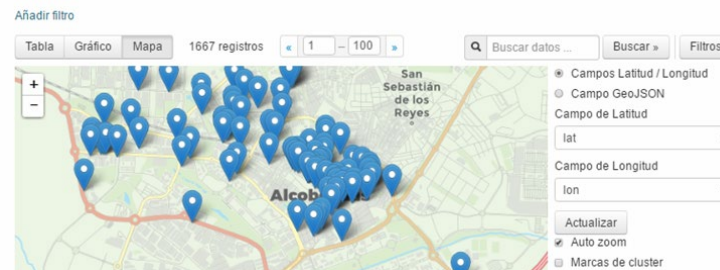 Añadir filtro
Tabla Gráfico Mapa 1667 registros « 1 – 100 » Buscar datos ... Buscar » Filtros
+
−
San
Sebastián
de los
Reyes
Alcob
Campos Latitud / Longitud
Campo GeoJSON
Campo de Latitud
lat
Campo de Longitud
lon
Actualizar
Auto zoom
Marcas de cluster